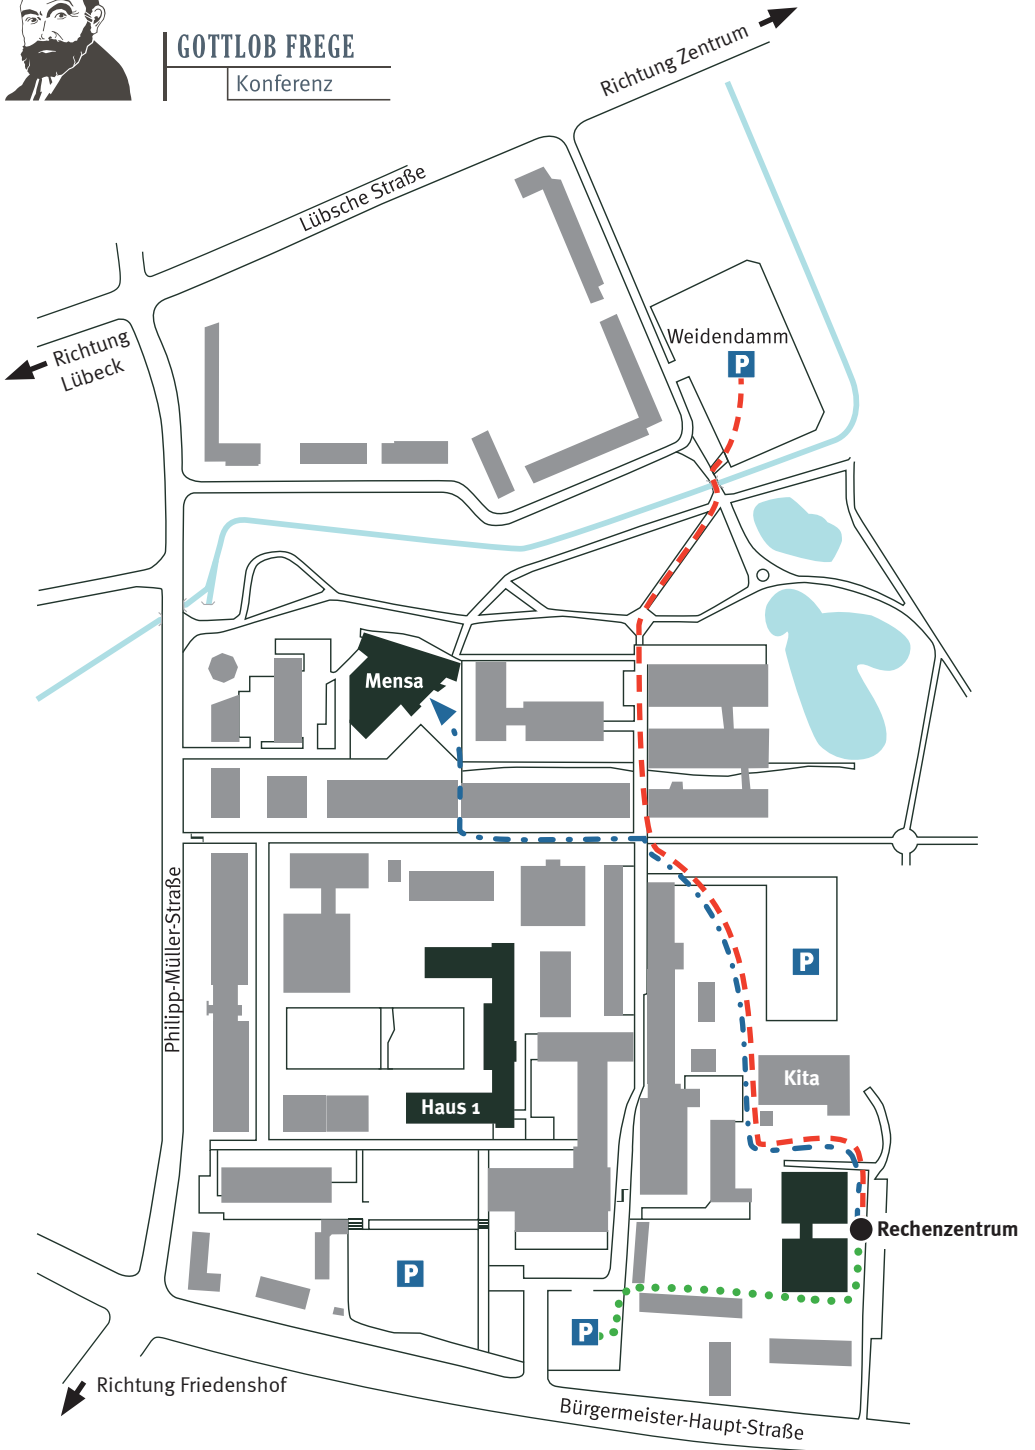 GOTTLOB FREGE
Konferenz
Richtung Zentrum
Lübsche Straße
Richtung
Lübeck
Weidendamm
P
Mensa
Philipp-Müller-Straße
P
Kita
Haus 1
Rechenzentrum
P
P
Richtung Friedenshof
Bürgermeister-Haupt-Straße